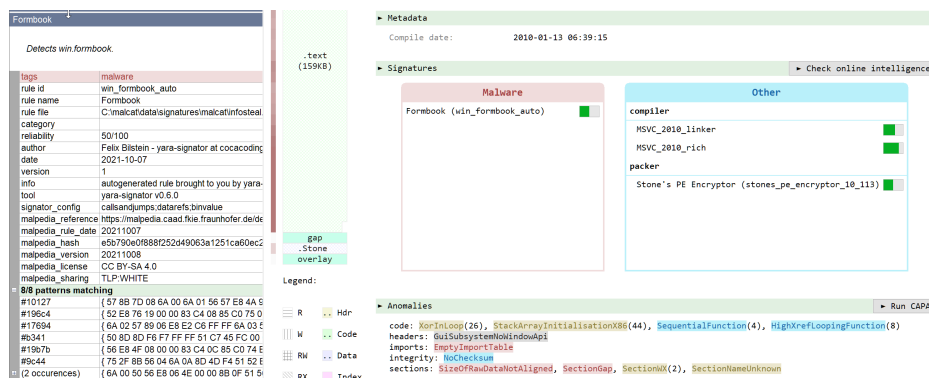 Formbook
Detects win.formbook.
tags malware
rule id win_formbook_auto
rule name Formbook
rule file C:\malcat\data\signatures\malcat\infosteal
category
reliability 50/100
author Felix Bilstein - yara-signator at cocacoding
date 2021-10-07
version 1
info autogenerated rule brought to you by yara-
tool yara-signator v0.6.0
signator_config callsandjumps;datarefs;binvalue
malpedia_reference https://malpedia.caad.fkie.fraunhofer.de/de
malpedia_rule_date 20211007
malpedia_hash e5b790e0f888f252d49063a1251ca60ec2
malpedia_version 20211008
malpedia_license CC BY-SA 4.0
malpedia_sharing TLP:WHITE
8/8 patterns matching
#10127 { 57 8B 7D 08 6A 00 6A 01 56 57 E8 4A 9
#196c4 { 52 E8 76 19 00 00 83 C4 08 85 C0 75 0
#17694 { 6A 02 57 89 06 E8 E2 C6 FF FF 6A 03 5
#b341 { 50 8D 8D F6 F7 FF FF 51 C7 45 FC 00
#19b7b { 56 E8 4F 08 00 00 83 C4 0C 85 C0 74 E
#9c44 { 75 2F 8B 56 04 6A 0A 8D 4D F4 51 52 E
(2 occurences) { 6A 00 50 56 E8 06 4E 00 00 8B 0F 51 5
.text
(159KB)
gap
.Stone
overlay
Legend:
R .. Hdr
W .. Code
RW .. Data
RX Index
► Metadata
Compile date: 2010-01-13 06:39:15
► Signatures
► Check online intelligence
Malware
Formbook (win_formbook_auto)
Other
compiler
MSVC_2010_linker
MSVC_2010_rich
packer
Stone's PE Encryptor (stones_pe_encryptor_10_113)
► Anomalies
► Run CAPA
code: XorInLoop(26), StackArrayInitialisationX86(44), SequentialFunction(4), HighXrefLoopingFunction(8)
headers: GuiSubsystemNoWindowApi
imports: EmptyImportTable
integrity: NoChecksum
sections: SizeOfRawDataNotAligned, SectionGap, SectionWX(2), SectionNameUnknown